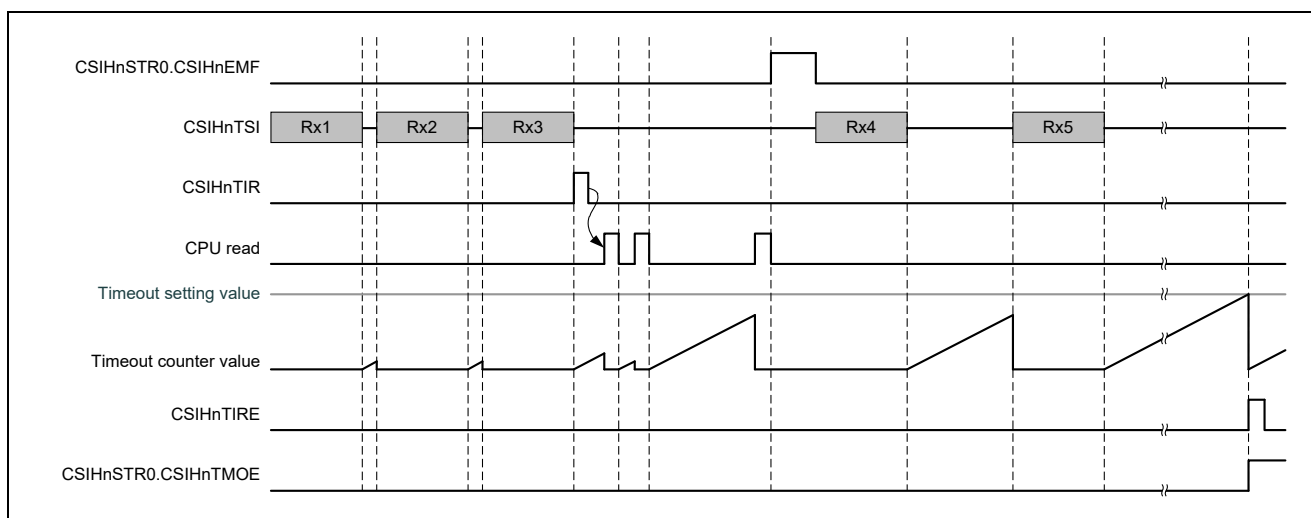 CSIHnSTR0.CSIHnEMF
CSIHnTSI
Rx1
Rx2
Rx3
Rx4
Rx5
CSIHnTIR
CPU read
Timeout setting value
Timeout counter value
CSIHnTIRE
CSIHnSTR0.CSIHnTMOE